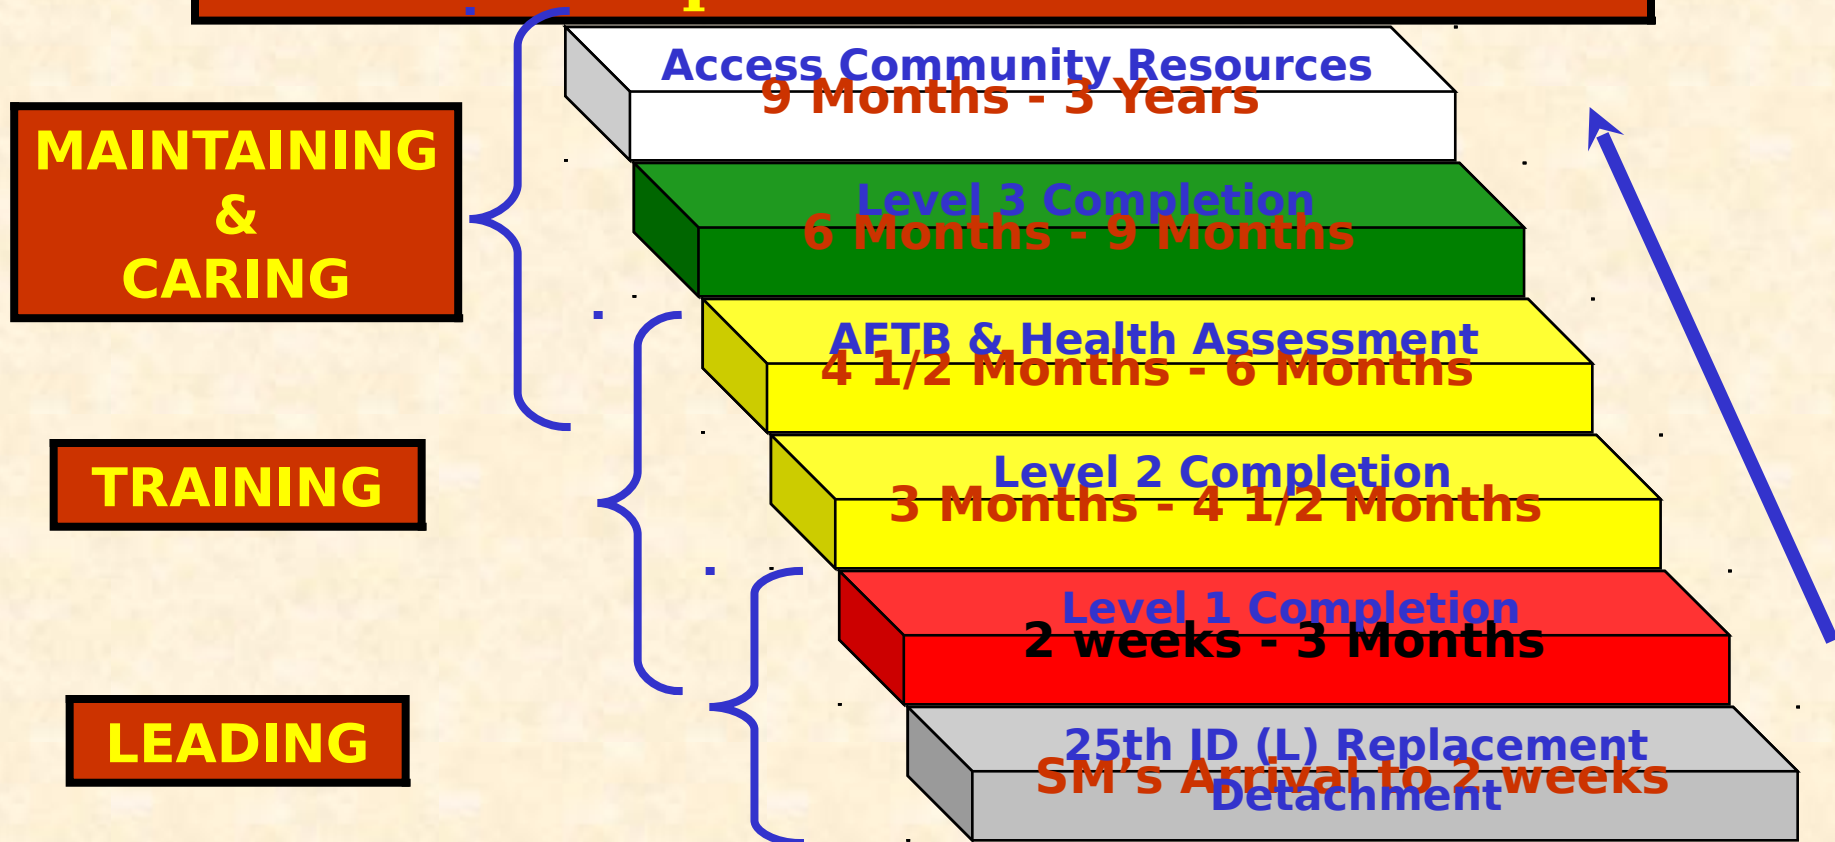 Access Community Resources
9 Months - 3 Years
MAINTAINING
&
CARING
Level 3 Completion
6 Months - 9 Months
AFTB & Health Assessment
4 1/2 Months - 6 Months
TRAINING
Level 2 Completion
3 Months - 4 1/2 Months
Level 1 Completion
2 weeks - 3 Months
LEADING
25th ID (L) Replacement
Detachment
SM’s Arrival to 2 weeks